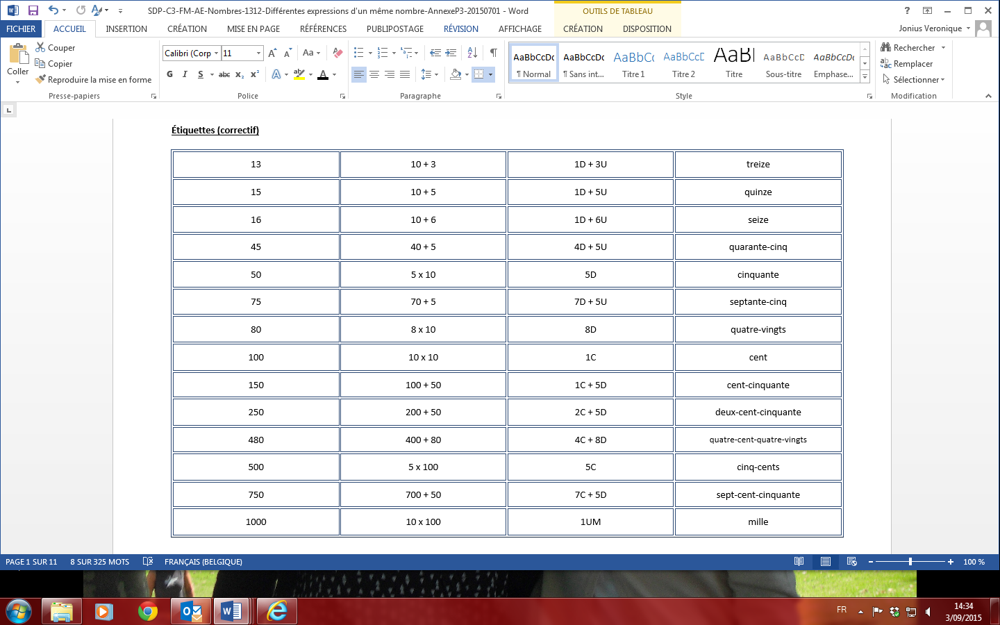 SDP-C3-FM-AE-Nombres-1312-Différentes expressions d'un même nombre-AnnexeP3-20150701 - Word
OUTILS DE TABLEAU
FICHIER ACCUEIL INSERTION CRÉATION MISE EN PAGE RÉFÉRENCES PUBLIPOSTAGE RÉVISION AFFICHAGE CRÉATION DISPOSITION
Jonius Veronique
Coller
Couper
Copier
Reproduire la mise en forme
Presse-papiers
Calibri (Corp 11
G I S abc x₂ x²
Police
Paragraphe
AaBbCcDc AaBbCcDc AaBbCc AaBbCcD AaBl AaBbCcD AaBbCcDc
¶ Normal ¶ Sans int... Titre 1 Titre 2 Titre Sous-titre Emphase...
Style
Rechercher
Remplacer
Sélectionner
Modification
Étiquettes (correctif)
13 10 + 3 1D + 3U treize
15 10 + 5 1D + 5U quinze
16 10 + 6 1D + 6U seize
45 40 + 5 4D + 5U quarante-cinq
50 5 x 10 5D cinquante
75 70 + 5 7D + 5U septante-cinq
80 8 x 10 8D quatre-vingts
100 10 x 10 1C cent
150 100 + 50 1C + 5D cent-cinquante
250 200 + 50 2C + 5D deux-cent-cinquante
480 400 + 80 4C + 8D quatre-cent-quatre-vingts
500 5 x 100 5C cinq-cents
750 700 + 50 7C + 5D sept-cent-cinquante
1000 10 x 100 1UM mille
PAGE 1 SUR 11 8 SUR 325 MOTS FRANÇAIS (BELGIQUE) 100 %
FR
14:34
3/09/2015